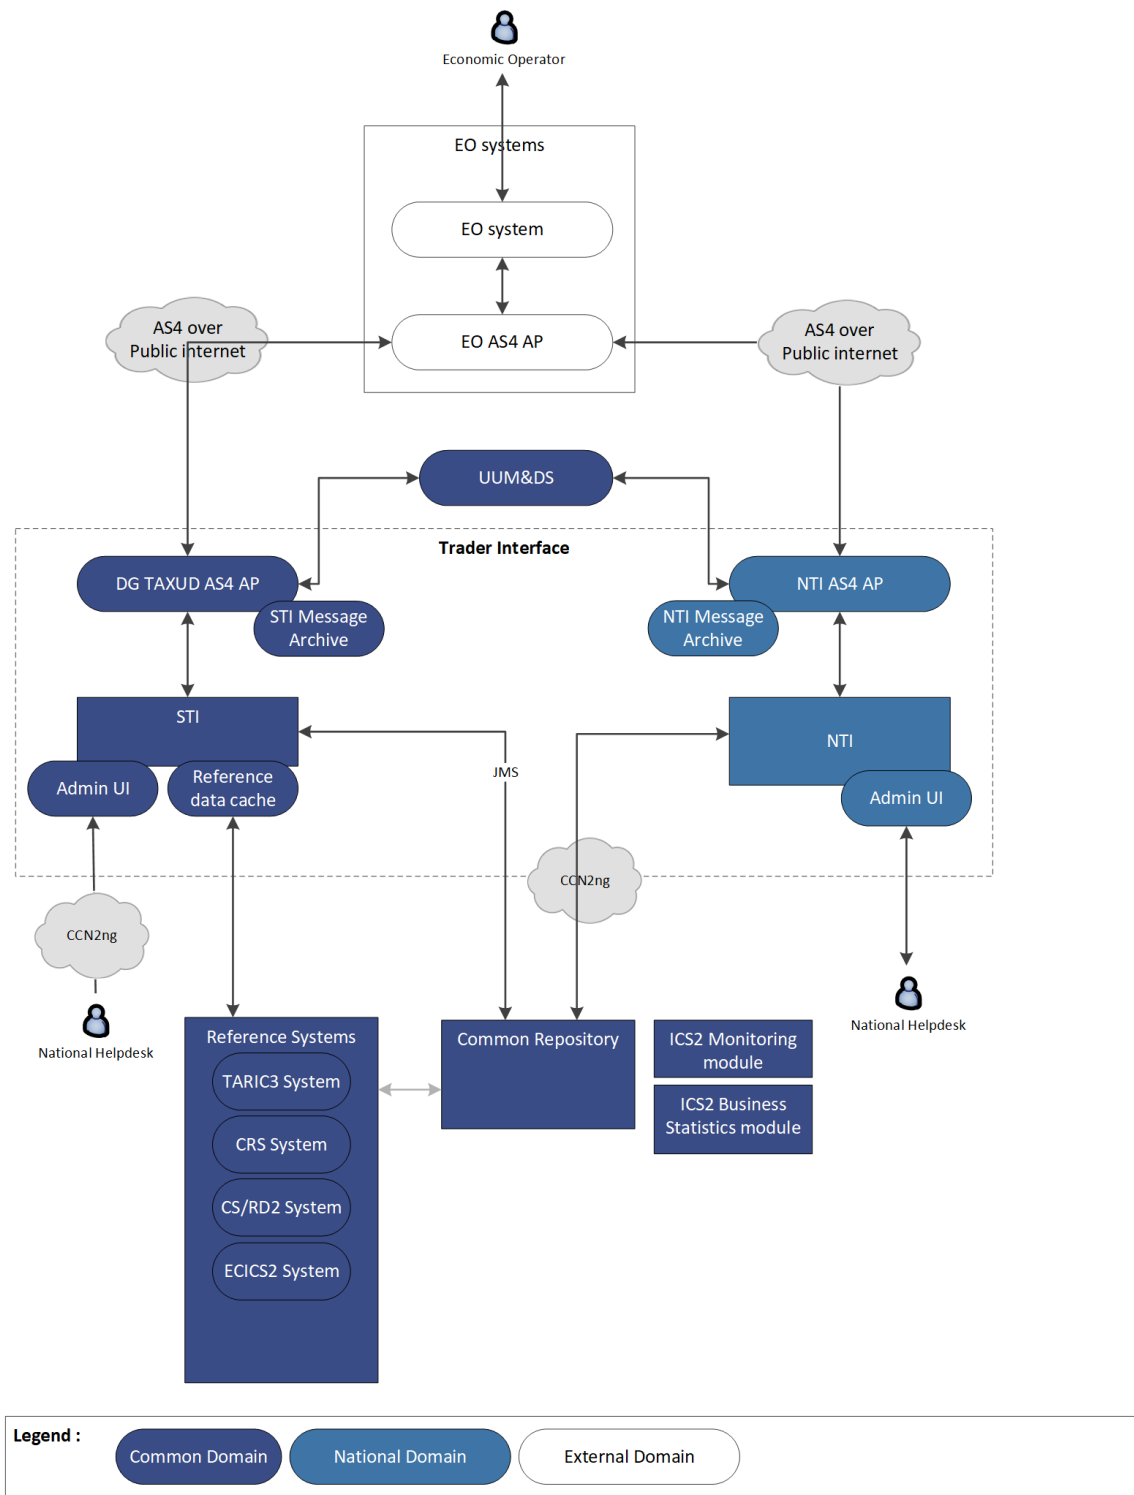 Economic Operator
EO systems
EO system
AS4 over
Public internet
EO AS4 AP
AS4 over
Public internet
UUM&DS
Trader Interface
DG TAXUD AS4 AP
STI Message
Archive
NTI AS4 AP
NTI Message
Archive
STI
NTI
JMS
Admin UI
Reference
data cache
Admin UI
CCN2ng
CCN2ng
National Helpdesk
National Helpdesk
Reference Systems
TARIC3 System
CRS System
CS/RD2 System
ECICS2 System
Common Repository
ICS2 Monitoring
module
ICS2 Business
Statistics module
Legend :
Common Domain
National Domain
External Domain